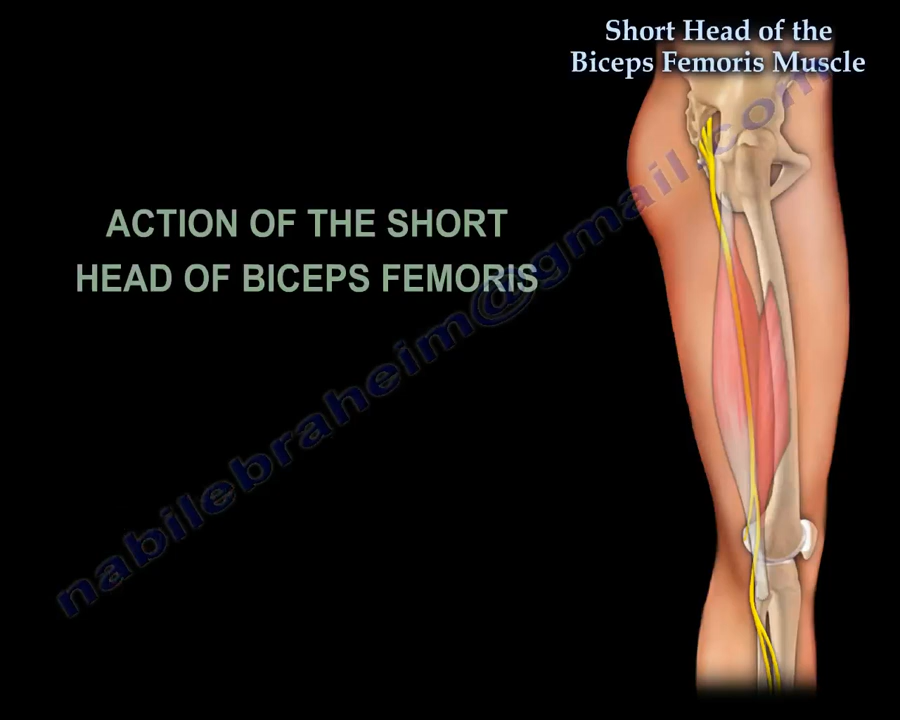 Short Head of the
Biceps Femoris Muscle
ACTION OF THE SHORT
HEAD OF BICEPS FEMORIS
nabilebraheim@gmail.com